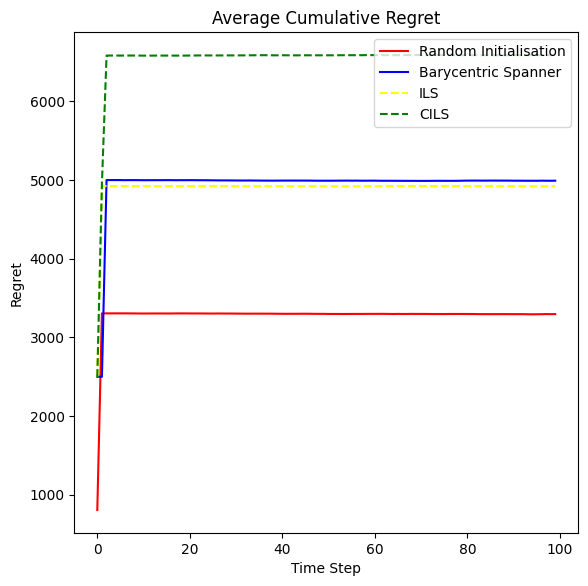 Average Cumulative Regret
Random Initialisation
Barycentric Spanner
ILS
CILS
Regret
6000
5000
4000
3000
2000
1000
0
20
40
60
80
100
Time Step